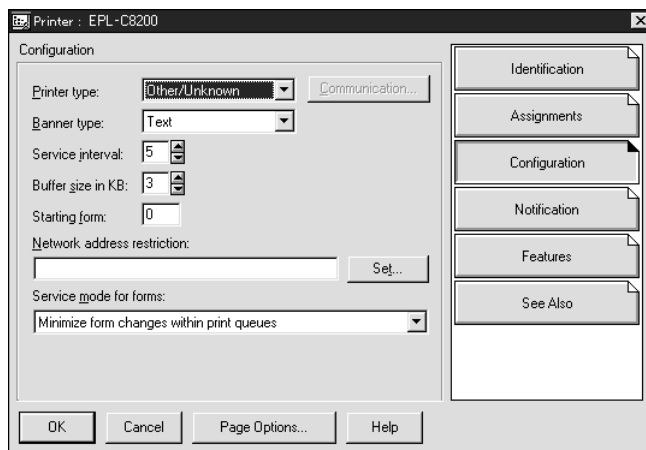 Printer : EPL-C8200
Configuration
Printer type: Other/Unknown Communication...
Banner type: Text
Service interval: 5
Buffer size in KB: 3
Starting form: 0
Network address restriction:
Set...
Service mode for forms:
Minimize form changes within print queues
Identification
Assignments
Configuration
Notification
Features
See Also
OK Cancel Page Options... Help